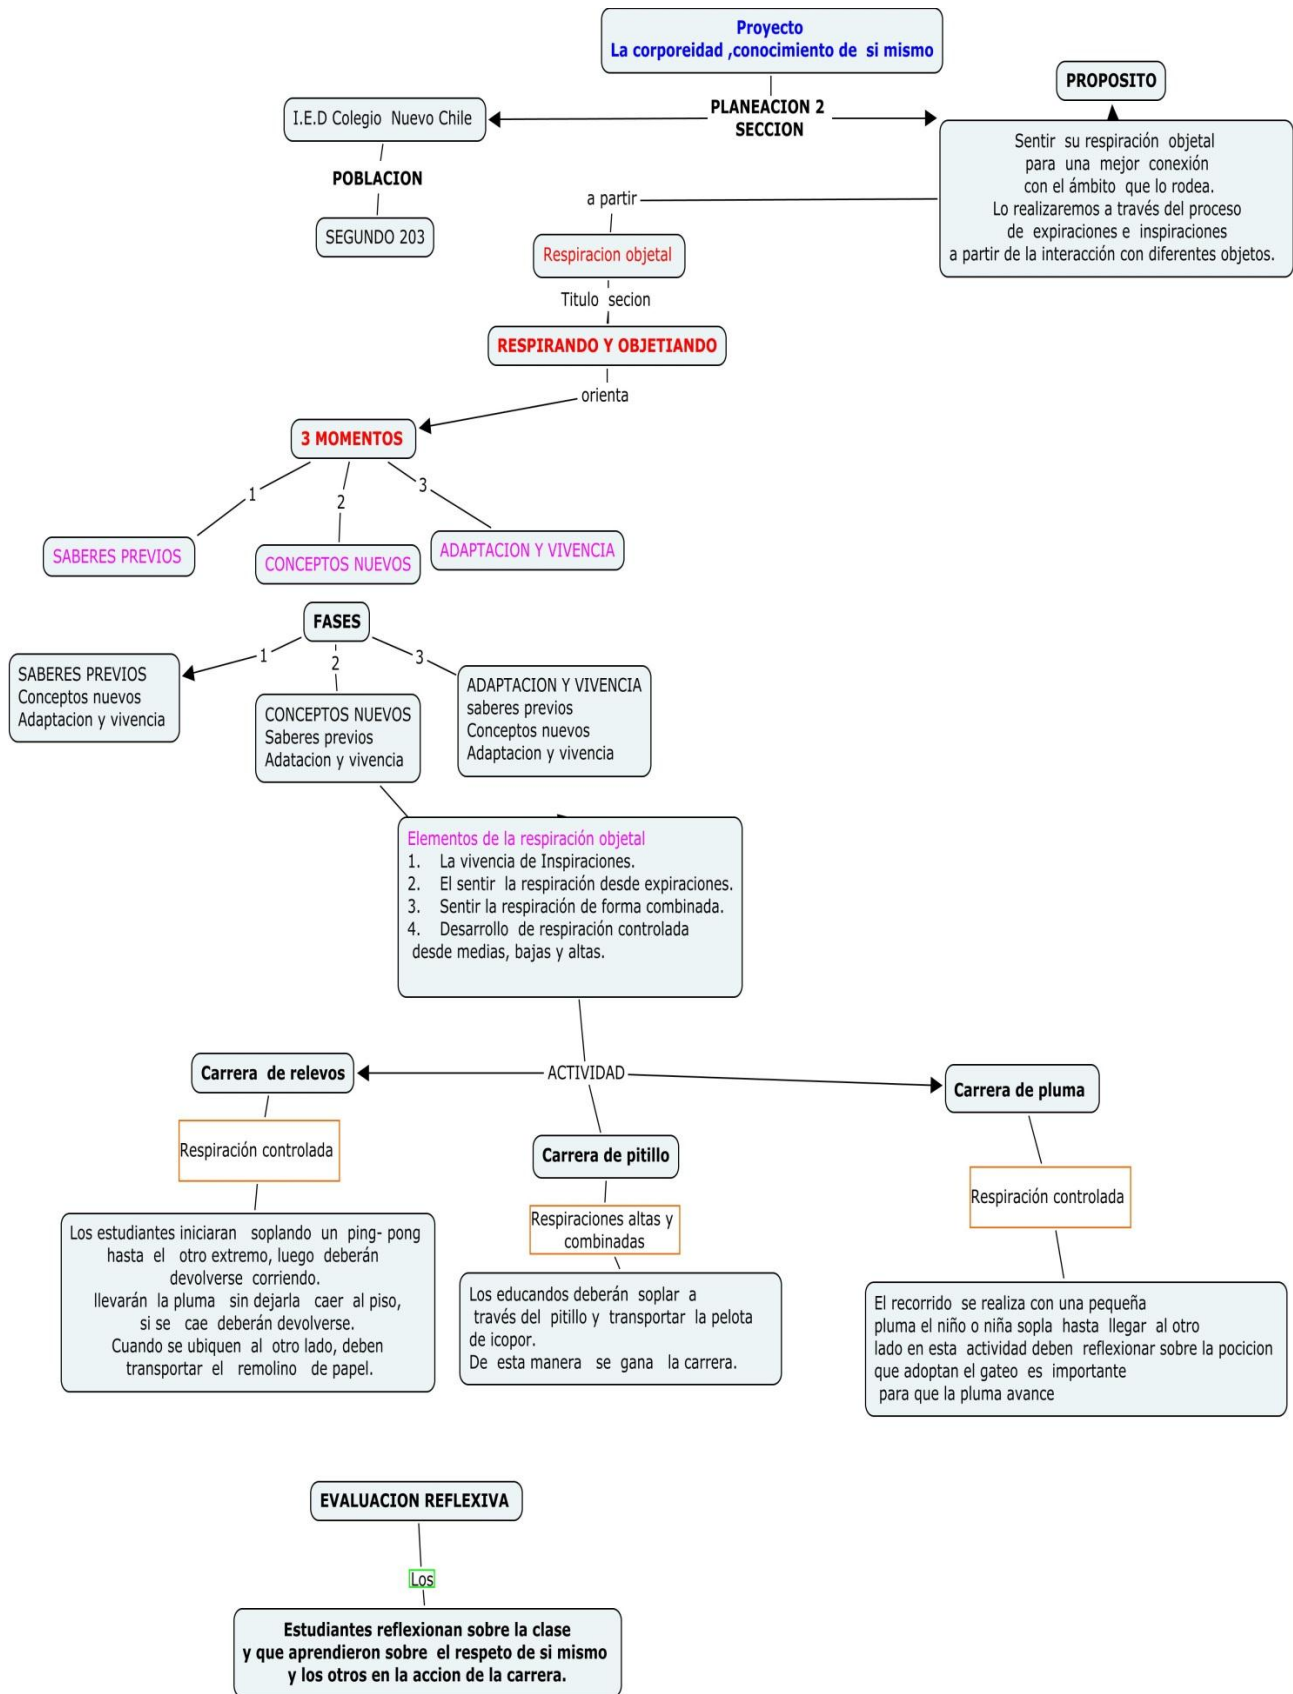 Proyecto
La corporeidad ,conocimiento de si mismo
PROPOSITO
I.E.D Colegio Nuevo Chile
PLANEACION 2
SECCION
Sentir su respiración objetal
para una mejor conexión
con el ámbito que lo rodea.
Lo realizaremos a través del proceso
de expiraciones e inspiraciones
a partir de la interacción con diferentes objetos.
POBLACION
SEGUNDO 203
a partir
Respiracion objetal
Titulo secion
RESPIRANDO Y OBJETIANDO
orienta
3 MOMENTOS
1
2
3
SABERES PREVIOS
CONCEPTOS NUEVOS
ADAPTACION Y VIVENCIA
FASES
1
2
3
SABERES PREVIOS
Conceptos nuevos
Adaptacion y vivencia
CONCEPTOS NUEVOS
Saberes previos
Adatacion y vivencia
ADAPTACION Y VIVENCIA
saberes previos
Conceptos nuevos
Adaptacion y vivencia
Elementos de la respiración objetal
1. La vivencia de Inspiraciones.
2. El sentir la respiración desde expiraciones.
3. Sentir la respiración de forma combinada.
4. Desarrollo de respiración controlada
desde medias, bajas y altas.
ACTIVIDAD
Carrera de relevos
Respiración controlada
Los estudiantes iniciaran soplando un ping- pong
hasta el otro extremo, luego deberán
devolverse corriendo.
llevarán la pluma sin dejarla caer al piso,
si se cae deberán devolverse.
Cuando se ubiquen al otro lado, deben
transportar el remolino de papel.
Carrera de pitillo
Respiraciones altas y
combinadas
Los educandos deberán soplar a
través del pitillo y transportar la pelota
de icopor.
De esta manera se gana la carrera.
Carrera de pluma
Respiración controlada
El recorrido se realiza con una pequeña
pluma el niño o niña sopla hasta llegar al otro
lado en esta actividad deben reflexionar sobre la pocicion
que adoptan el gateo es importante
para que la pluma avance
EVALUACION REFLEXIVA
Los
Estudiantes reflexionan sobre la clase
y que aprendieron sobre el respeto de si mismo
y los otros en la accion de la carrera.